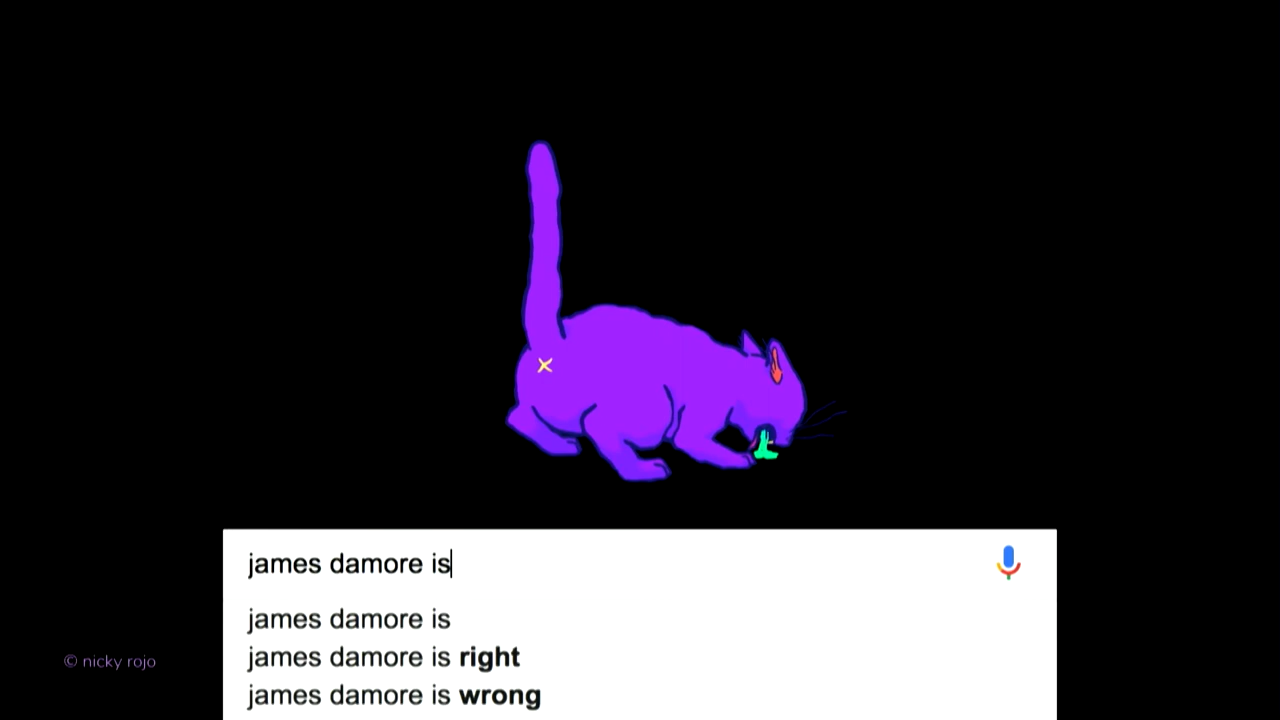 james damore is
james damore is
james damore is right
james damore is wrong
© nicky rojo